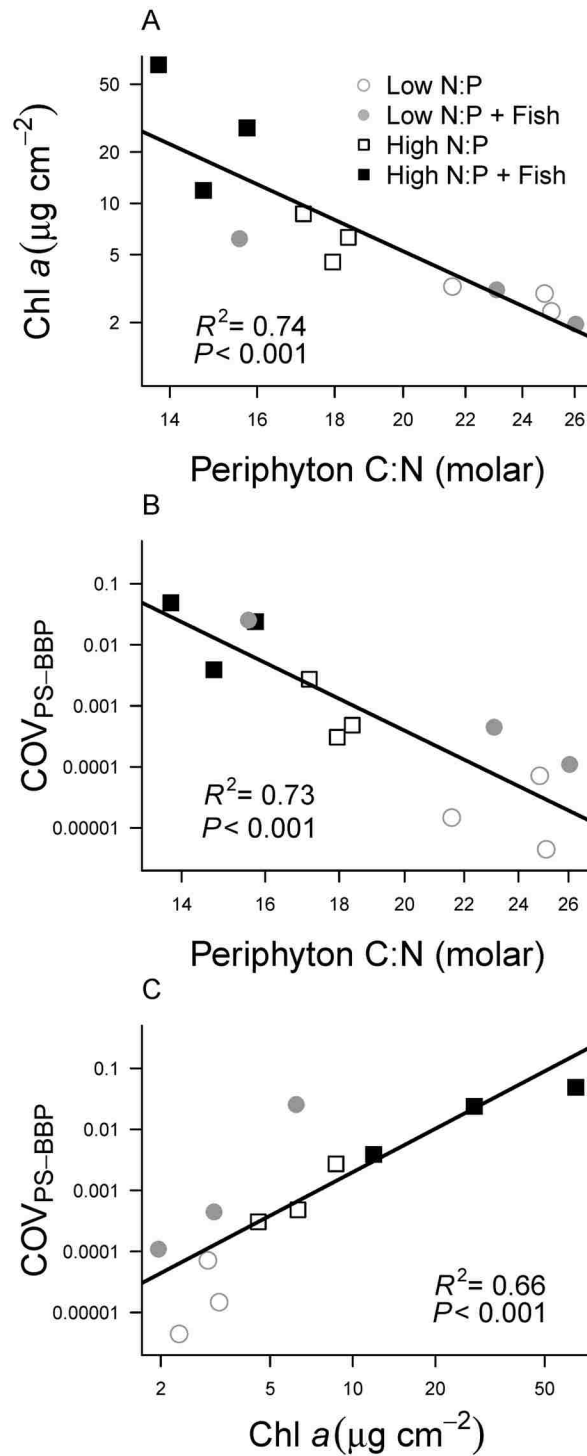 A
50
20
10
5
2
Chl a(μg cm−2)
Low N:P
Low N:P + Fish
High N:P
High N:P + Fish
R2= 0.74
P< 0.001
14 16 18 20 22 24 26
Periphyton C:N (molar)
B
0.1
0.01
0.001
0.0001
0.00001
COVPS−BBP
R2= 0.73
P< 0.001
14 16 18 20 22 24 26
Periphyton C:N (molar)
C
0.1
0.01
0.001
0.0001
0.00001
COVPS−BBP
R2= 0.66
P< 0.001
2 5 10 20 50
Chl a(μg cm−2)